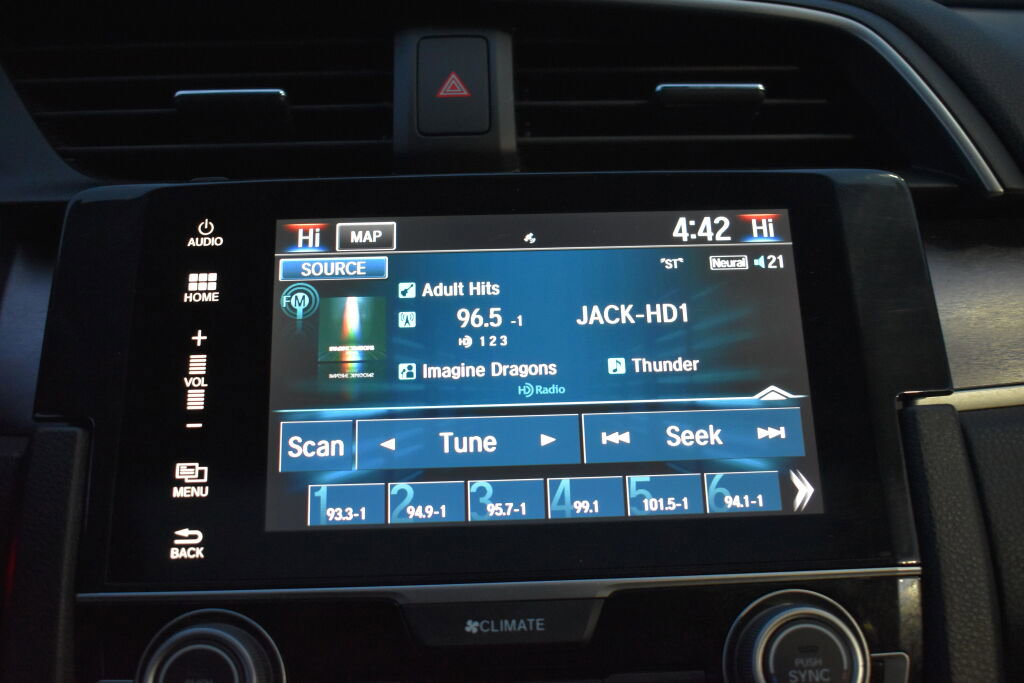 AUDIO
HOME
+
VOL
-
MENU
BACK
Hi MAP 4:42 Hi
SOURCE "ST" Neural 21
FM
Adult Hits
96.5 -1 JACK-HD1
HD 1 2 3
IMAGINE DRAGONS
Imagine Dragons Thunder
HD Radio
Scan Tune Seek
1 93.3-1 2 94.9-1 3 95.7-1 4 99.1 5 101.5-1 6 94.1-1
CLIMATE
PUSH
SYNC